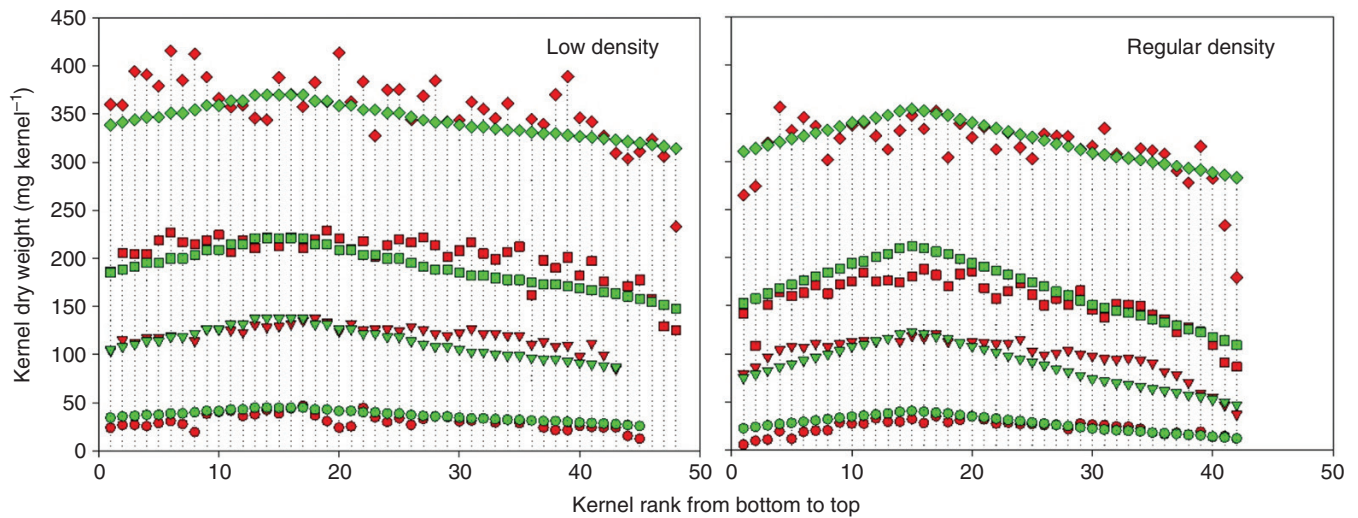 450
400
350
300
250
200
150
100
50
0
Kernel dry weight (mg kernel⁻¹)
Low density
Regular density
0 10 20 30 40 50
0 10 20 30 40 50
Kernel rank from bottom to top